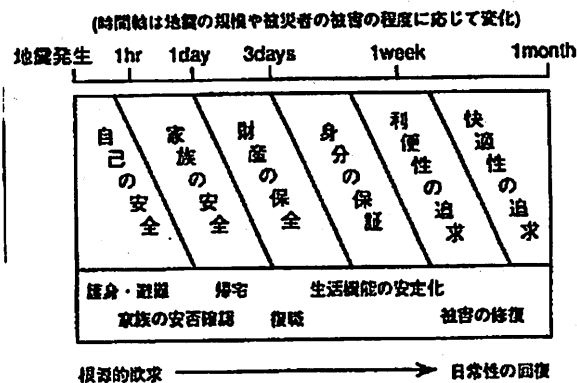 (時間軸は地震の規模や被災者の被害の程度に応じて変化)
地震発生 1hr 1day 3days 1week 1month
自己の安全
家族の安全
財産の保全
身分の保証
利便性の追求
快適性の追求
護身・避難 帰宅 生活機能の安定化
家族の安否確認 復職 被害の修復
根源的欲求 日常性の回復